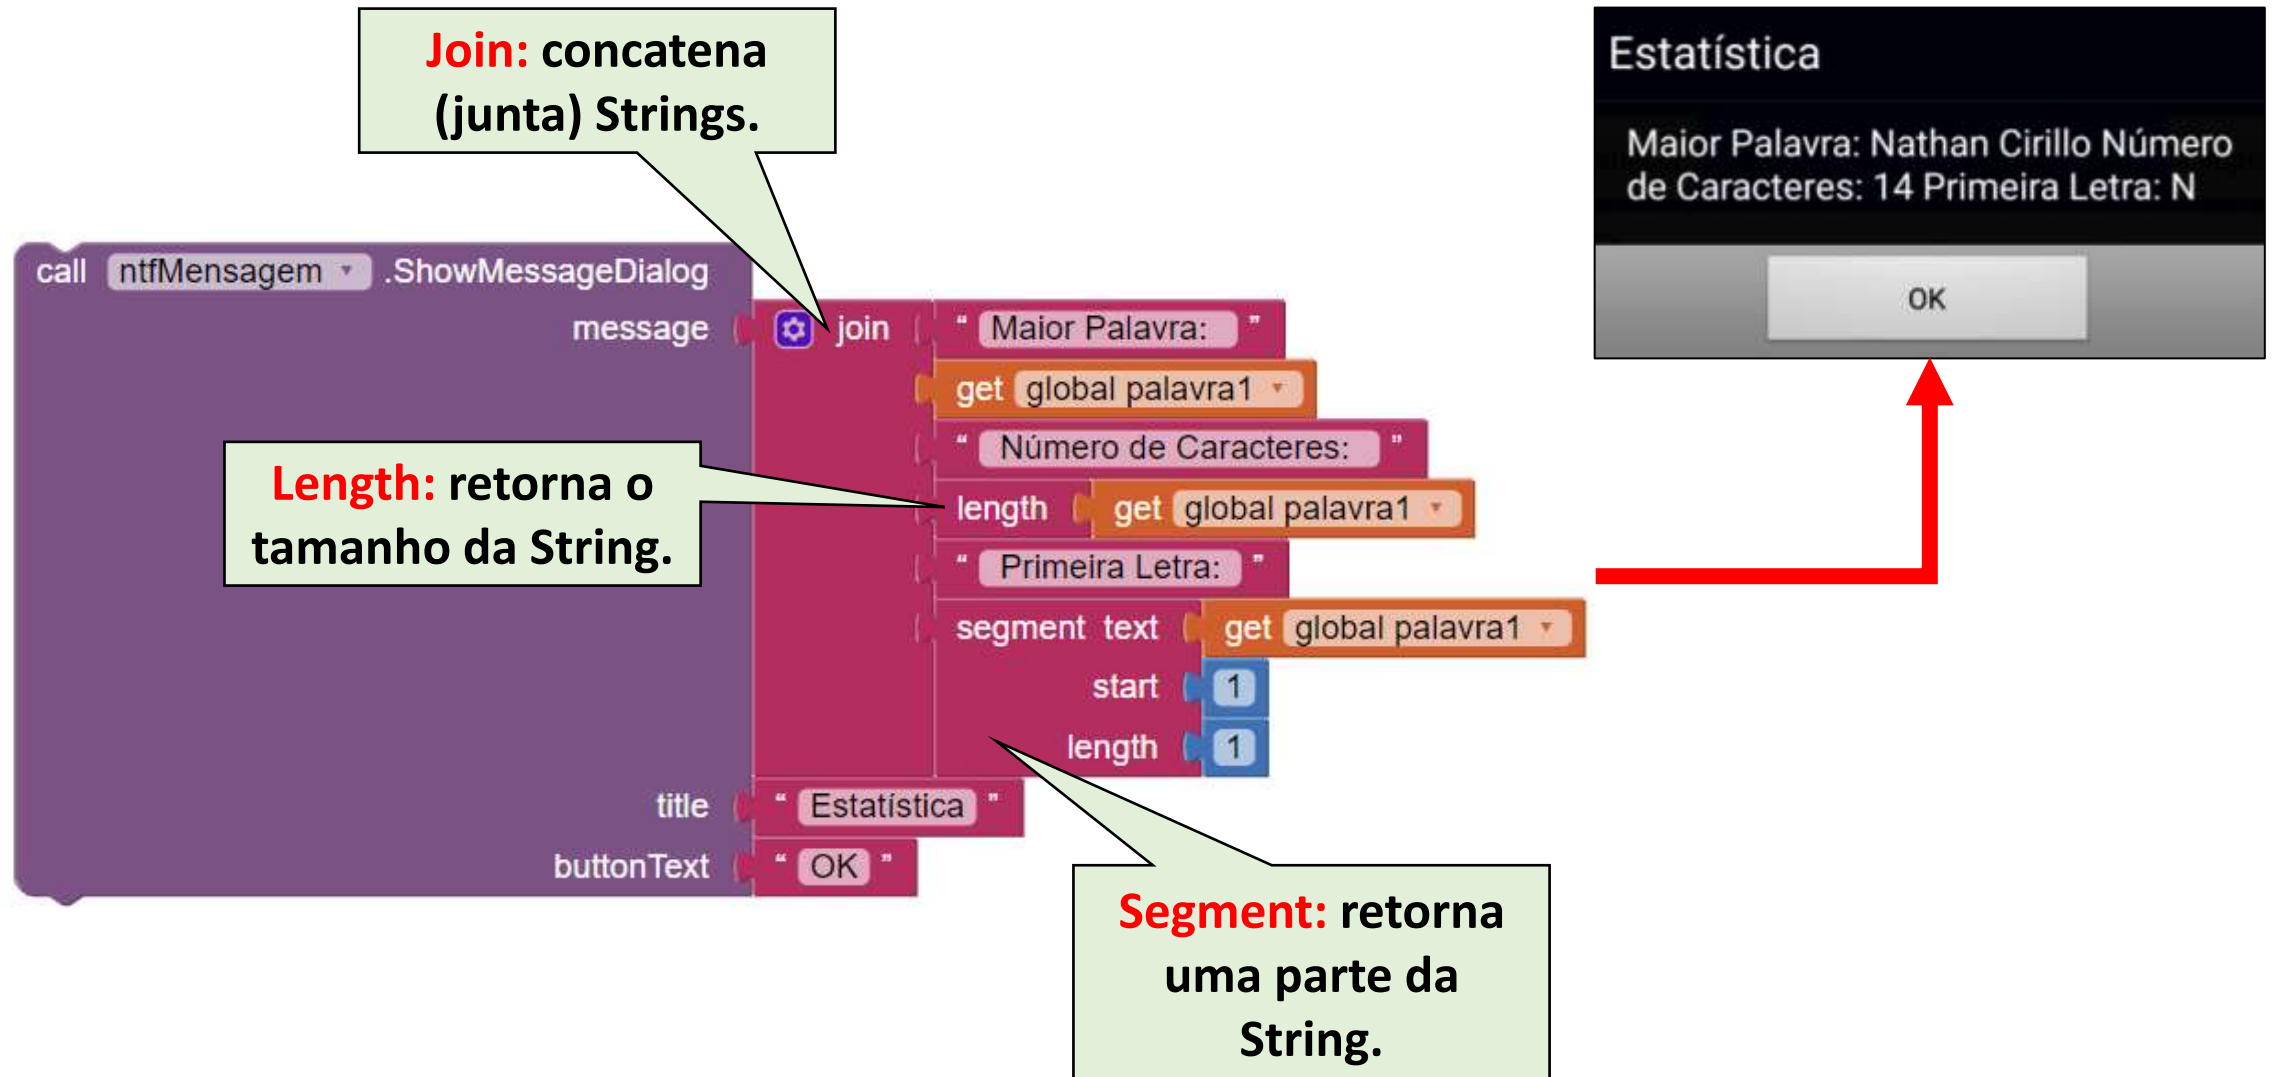 Join: concatena
(junta) Strings.
Estatística
Maior Palavra: Nathan Cirillo Número
de Caracteres: 14 Primeira Letra: N
OK
call ntfMensagem .ShowMessageDialog
message join " Maior Palavra: "
get global palavra1
" Número de Caracteres: "
Length: retorna o
tamanho da String.
length get global palavra1
" Primeira Letra: "
segment text get global palavra1
start 1
length 1
title " Estatística "
buttonText " OK "
Segment: retorna
uma parte da
String.